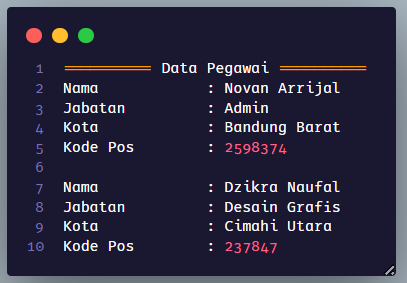 1 ========== Data Pegawai ==========
2 Nama : Novan Arrijal
3 Jabatan : Admin
4 Kota : Bandung Barat
5 Kode Pos : 2598374
6
7 Nama : Dzikra Naufal
8 Jabatan : Desain Grafis
9 Kota : Cimahi Utara
10 Kode Pos : 237847